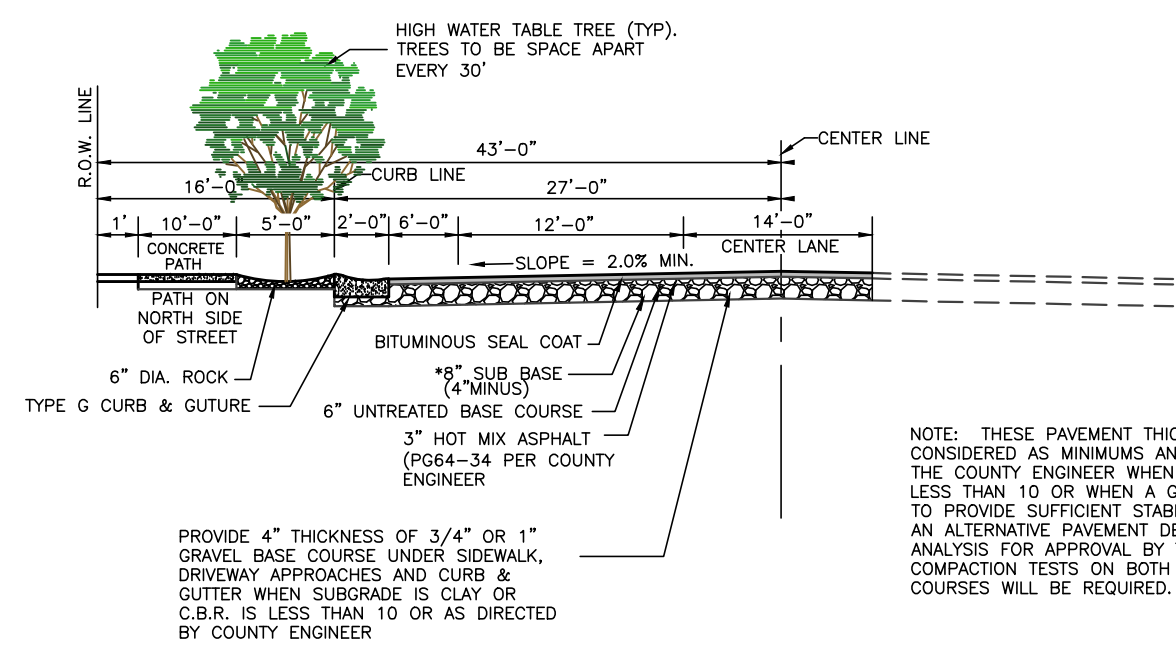 HIGH WATER TABLE TREE (TYP).
TREES TO BE SPACE APART
EVERY 30'
R.O.W. LINE
43'-0"
CENTER LINE
16'-0"
CURB LINE
27'-0"
1'
10'-0"
5'-0"
2'-0"
6'-0"
12'-0"
14'-0"
CONCRETE
PATH
CENTER LANE
SLOPE = 2.0% MIN.
PATH ON
NORTH SIDE
OF STREET
BITUMINOUS SEAL COAT
6" DIA. ROCK
*8" SUB BASE
(4"MINUS)
TYPE G CURB & GUTURE
6" UNTREATED BASE COURSE
3" HOT MIX ASPHALT
(PG64-34 PER COUNTY
ENGINEER
PROVIDE 4" THICKNESS OF 3/4" OR 1"
GRAVEL BASE COURSE UNDER SIDEWALK,
DRIVEWAY APPROACHES AND CURB &
GUTTER WHEN SUBGRADE IS CLAY OR
C.B.R. IS LESS THAN 10 OR AS DIRECTED
BY COUNTY ENGINEER
NOTE: THESE PAVEMENT THIC
CONSIDERED AS MINIMUMS AN
THE COUNTY ENGINEER WHEN
LESS THAN 10 OR WHEN A G
TO PROVIDE SUFFICIENT STAB
AN ALTERNATIVE PAVEMENT DE
ANALYSIS FOR APPROVAL BY
COMPACTION TESTS ON BOTH
COURSES WILL BE REQUIRED.